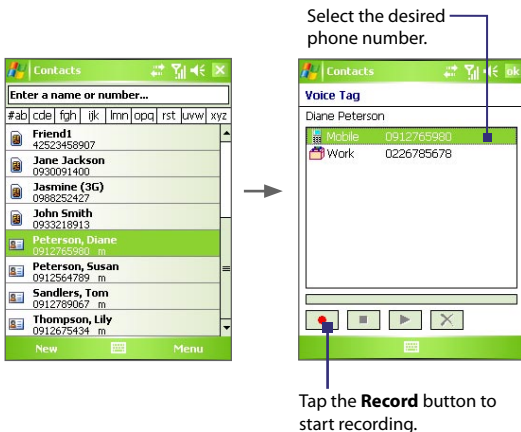 Select the desired
phone number.
Contacts
Enter a name or number...
#ab cde fgh ijk lmn opq rst uvw xyz
Friend1
42523458907
Jane Jackson
0930091400
Jasmine (3G)
0988252427
John Smith
0933218913
Peterson, Diane
0912765980 m
Peterson, Susan
0912564789 m
Sandlers, Tom
0912789067 m
Thompson, Lily
0912675434 m
New Menu
Contacts ok
Voice Tag
Diane Peterson
Mobile 0912765980
Work 0226785678
Tap the Record button to
start recording.